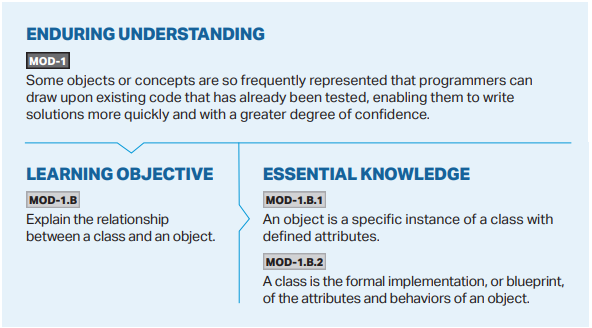 ENDURING UNDERSTANDING
MOD-1
Some objects or concepts are so frequently represented that programmers can
draw upon existing code that has already been tested, enabling them to write
solutions more quickly and with a greater degree of confidence.
LEARNING OBJECTIVE
MOD-1.B
Explain the relationship
between a class and an object.
ESSENTIAL KNOWLEDGE
MOD-1.B.1
An object is a specific instance of a class with
defined attributes.
MOD-1.B.2
A class is the formal implementation, or blueprint,
of the attributes and behaviors of an object.